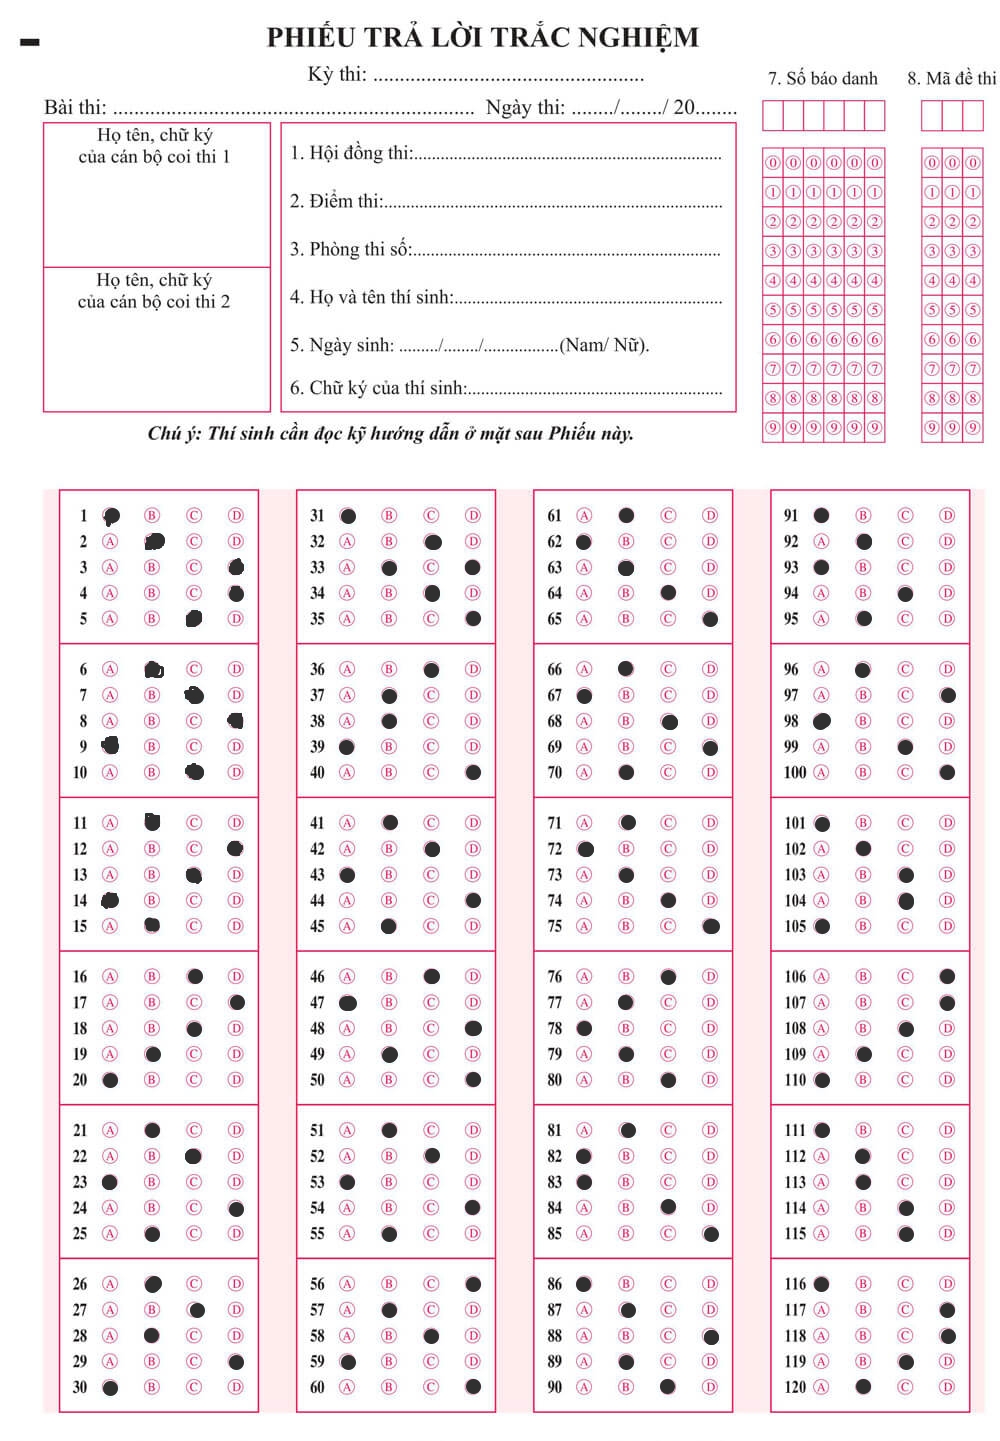 PHIẾU TRẢ LỜI TRẮC NGHIỆM
Kỳ thi: ...................................................
Bài thi: .................................................................... Ngày thi: ......../......../ 20........
7. Số báo danh
8. Mã đề thi
Họ tên, chữ ký
của cán bộ coi thi 1
Họ tên, chữ ký
của cán bộ coi thi 2
1. Hội đồng thi:....................................................................
2. Điểm thi:..........................................................................
3. Phòng thi số:....................................................................
4. Họ và tên thí sinh:...........................................................
5. Ngày sinh: ........./......../.................(Nam/ Nữ).
6. Chữ ký của thí sinh:........................................................
0 0 0 0 0 0 0 0 0
1 1 1 1 1 1 1 1 1
2 2 2 2 2 2 2 2 2
3 3 3 3 3 3 3 3 3
4 4 4 4 4 4 4 4 4
5 5 5 5 5 5 5 5 5
6 6 6 6 6 6 6 6 6
7 7 7 7 7 7 7 7 7
8 8 8 8 8 8 8 8 8
9 9 9 9 9 9 9 9 9
Chú ý: Thí sinh cần đọc kỹ hướng dẫn ở mặt sau Phiếu này.
1 B C D
2 A C D
3 A B C
4 A B C
5 A B D
6 A C D
7 A B D
8 A B C
9 B C D
10 A B D
11 A C D
12 A B C
13 A B D
14 B C D
15 A C D
16 A B D
17 A B C
18 A B D
19 A C D
20 B C D
21 A C D
22 A B D
23 B C D
24 A B C
25 A C D
26 A C D
27 A B D
28 A C D
29 A B C
30 B C D
31 B C D
32 A B D
33 A C
34 A B D
35 A B C
36 A B D
37 A C D
38 A C D
39 B C D
40 A B C
41 A C D
42 A B D
43 B C D
44 A B C
45 A C D
46 A B D
47 B C D
48 A B C
49 A C D
50 A B C
51 A C D
52 A B D
53 B C D
54 A B C
55 A C D
56 A B C
57 A C D
58 A B D
59 B C D
60 A B C
61 A C D
62 B C D
63 A C D
64 A B D
65 A B C
66 A C D
67 B C D
68 A B D
69 A B C
70 A C D
71 A C D
72 B C D
73 A C D
74 A B D
75 A B C
76 A B D
77 A C D
78 B C D
79 A C D
80 A B D
81 A C D
82 B C D
83 B C D
84 A B D
85 A B C
86 B C D
87 A C D
88 A B C
89 A C D
90 A B D
91 B C D
92 A C D
93 B C D
94 A B D
95 A C D
96 A C D
97 A B C
98 B C D
99 A B D
100 A B C
101 B C D
102 A C D
103 A B D
104 A B D
105 B C D
106 A B C
107 A B C
108 A B D
109 A C D
110 B C D
111 B C D
112 A C D
113 A C D
114 A B D
115 A B D
116 B C D
117 A B C
118 A B C
119 A B D
120 A C D